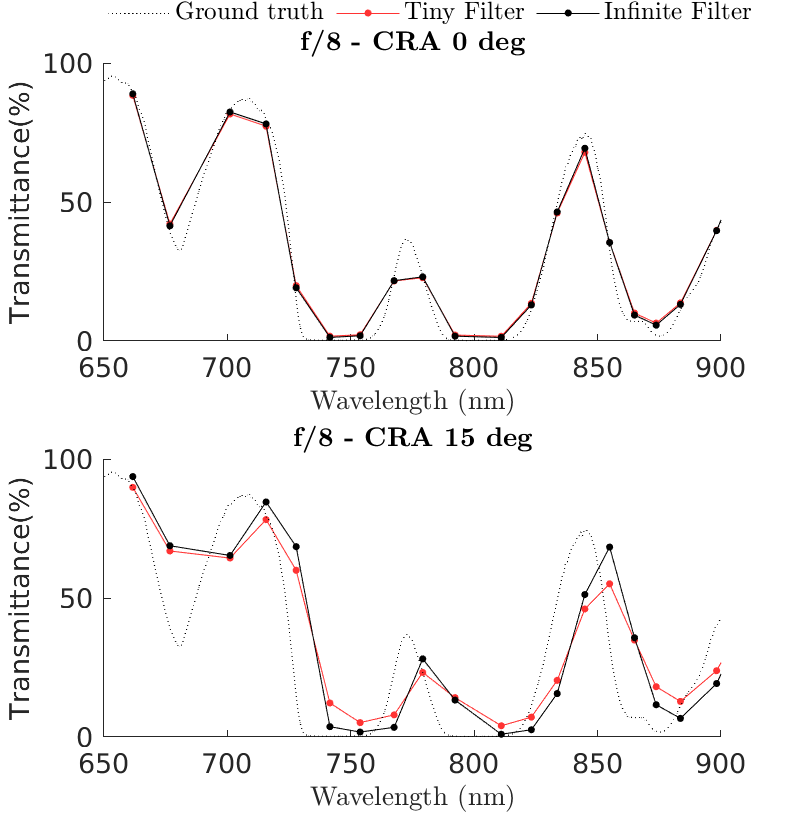 Ground truth Tiny Filter Infinite Filter
f/8 - CRA 0 deg
100
50
0
Transmittance(%)
650 700 750 800 850 900
Wavelength (nm)
f/8 - CRA 15 deg
100
50
0
Transmittance(%)
650 700 750 800 850 900
Wavelength (nm)